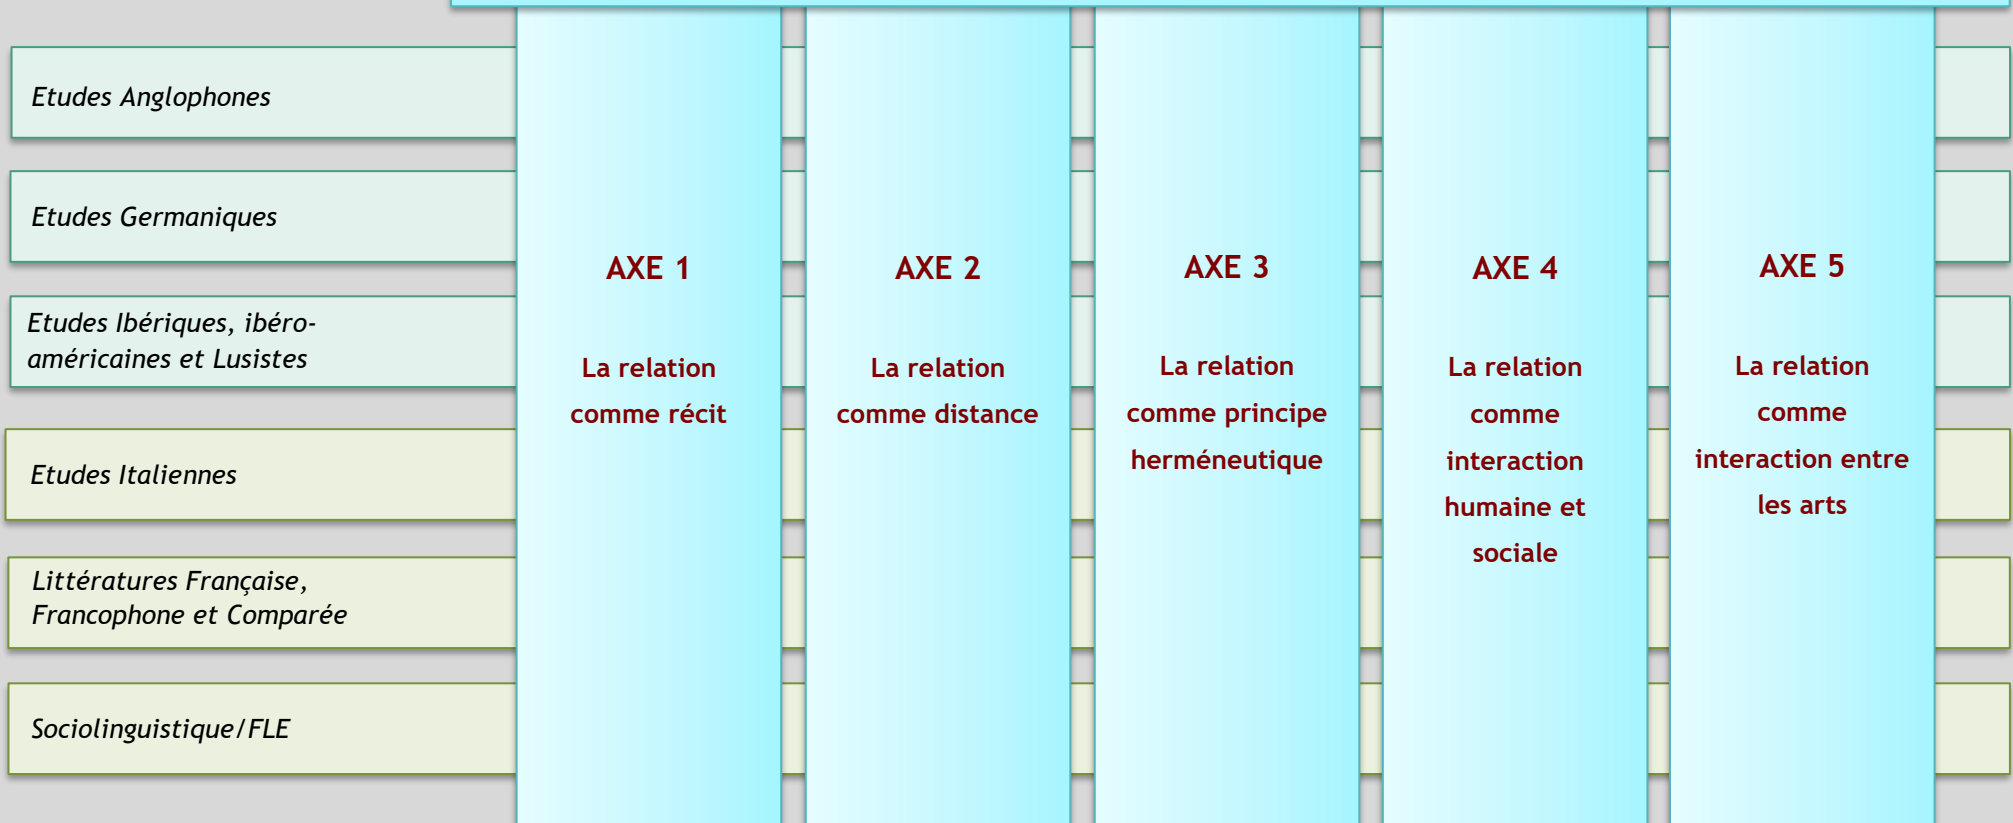 Etudes Anglophones
Etudes Germaniques
Etudes Ibériques, ibéro-
américaines et Lusistes
Etudes Italiennes
Littératures Française,
Francophone et Comparée
Sociolinguistique/FLE
AXE 1
La relation
comme récit
AXE 2
La relation
comme distance
AXE 3
La relation
comme principe
herméneutique
AXE 4
La relation
comme
interaction
humaine et
sociale
AXE 5
La relation
comme
interaction entre
les arts